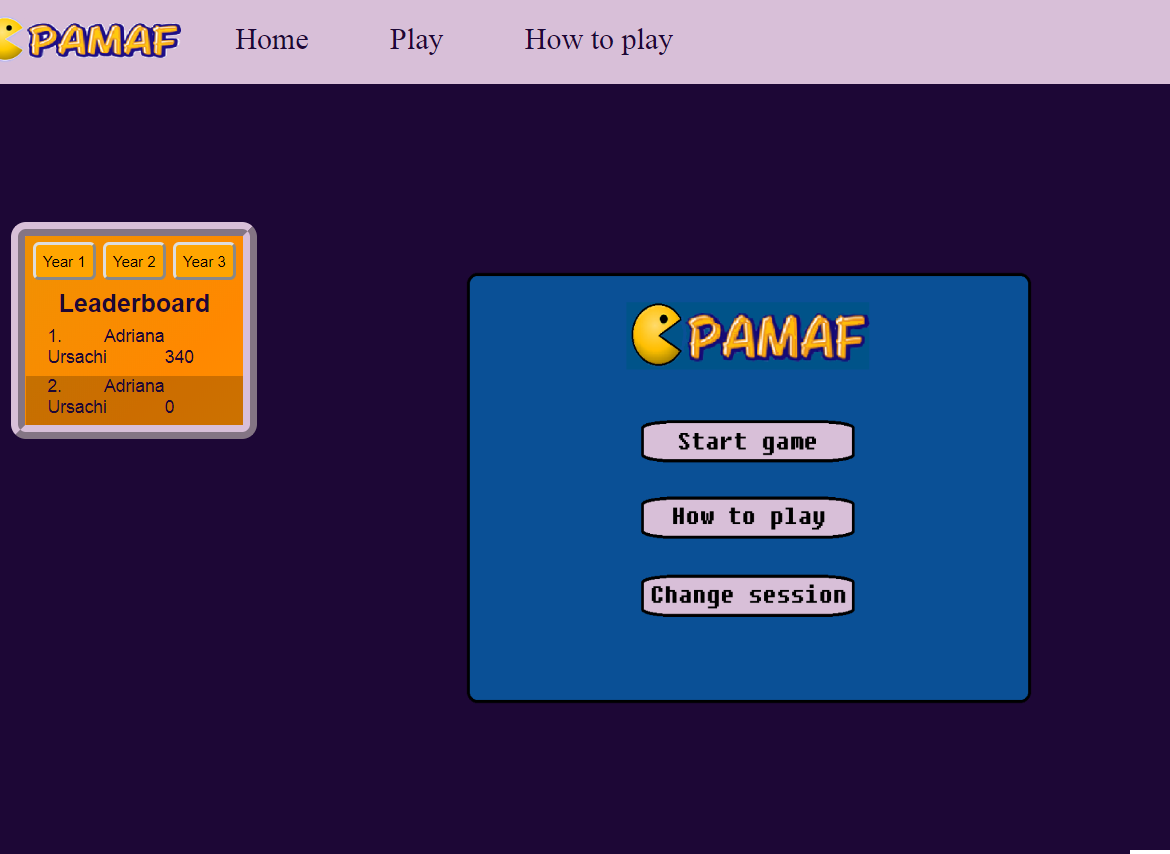 PAMAF Home Play How to play
Year 1 Year 2 Year 3
Leaderboard
1. Adriana
Ursachi 340
2. Adriana
Ursachi 0
PAMAF
Start game
How to play
Change session